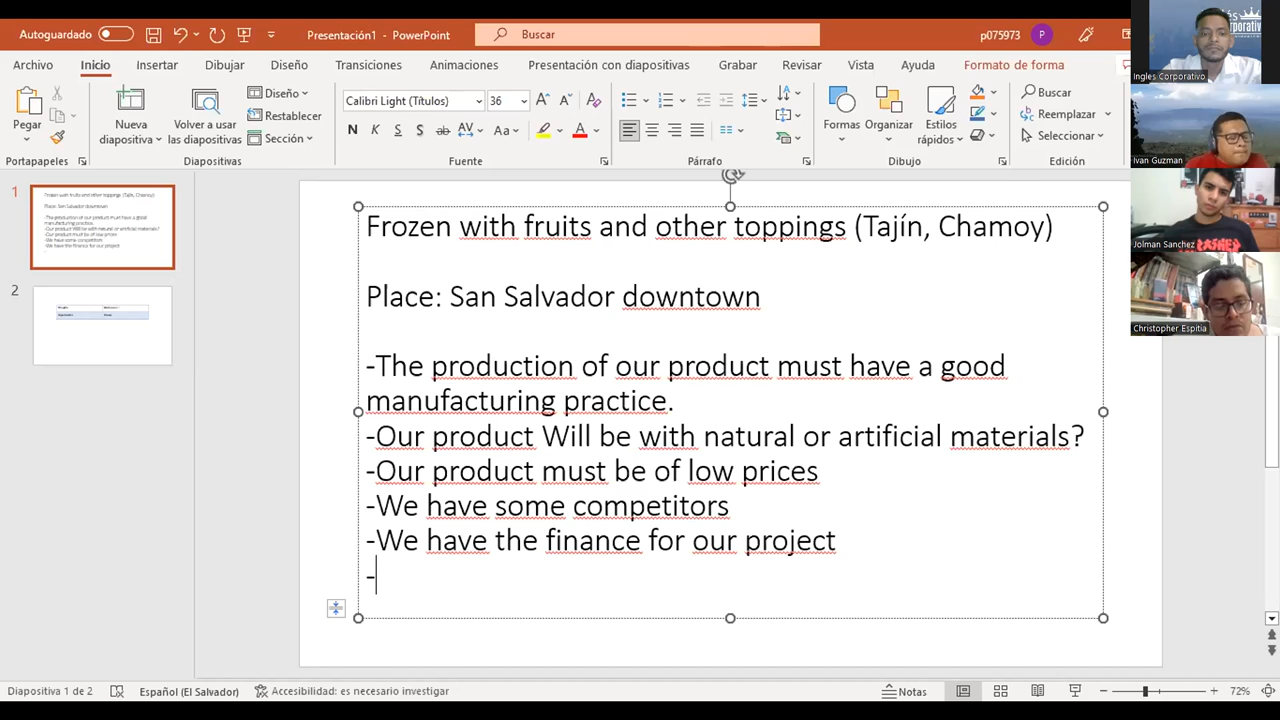 Autoguardado
Presentación1 - PowerPoint
Buscar
p075973
P
Archivo
Inicio
Insertar
Dibujar
Diseño
Transiciones
Animaciones
Presentación con diapositivas
Grabar
Revisar
Vista
Ayuda
Formato de forma
Pegar
Nueva diapositiva
Volver a usar las diapositivas
Diseño
Restablecer
Sección
Calibri Light (Títulos)
36
N K S S ab AV Aa A
Formas
Organizar
Estilos rápidos
Buscar
Reemplazar
Seleccionar
Portapapeles
Diapositivas
Fuente
Párrafo
Dibujo
Edición
Ingles Corporativo
Ivan Guzman
Jolman Sanchez
Christopher Espitia
1
2
Frozen with fruits and other toppings (Tajín, Chamoy)
Place: San Salvador downtown
-The production of our product must have a good
manufacturing practice.
-Our product Will be with natural or artificial materials?
-Our product must be of low prices
-We have some competitors
-We have the finance for our project
-
Diapositiva 1 de 2
Español (El Salvador)
Accesibilidad: es necesario investigar
Notas
72%